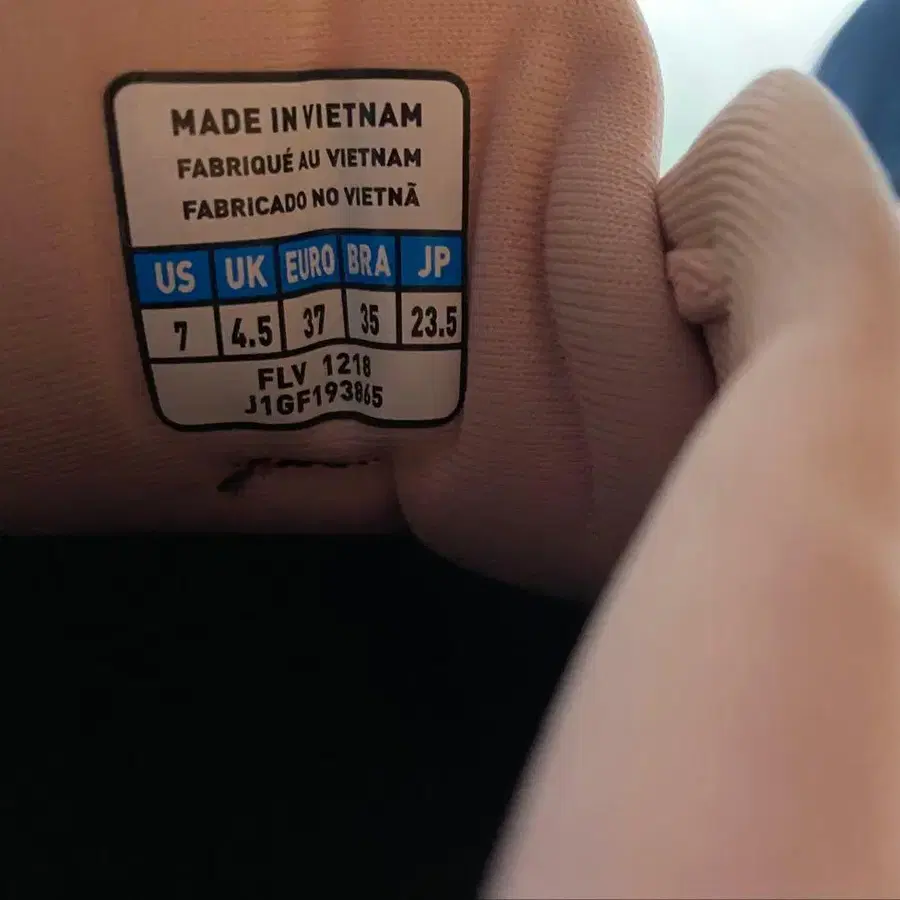 MADE IN VIETNAM
FABRIQUÉ AU VIETNAM
FABRICADO NO VIETNÃ
US UK EURO BRA JP
7 4.5 37 35 23.5
FLV 1218
J1GF193865